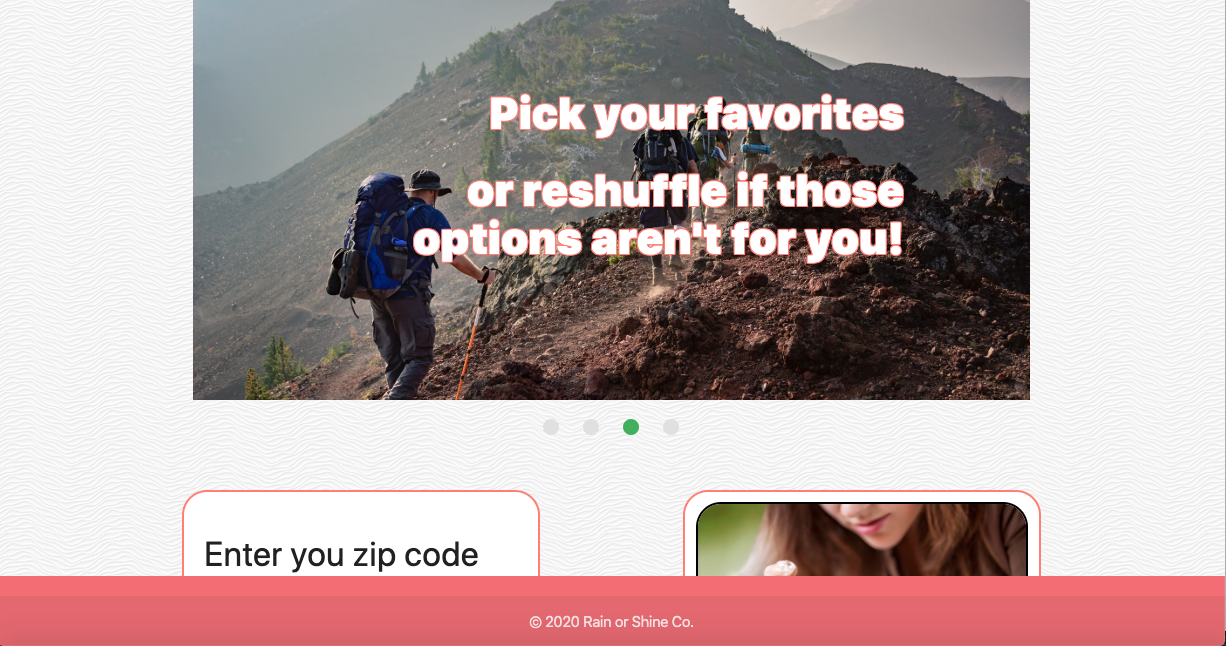 Pick your favorites
or reshuffle if those
options aren't for you!
Enter you zip code
© 2020 Rain or Shine Co.